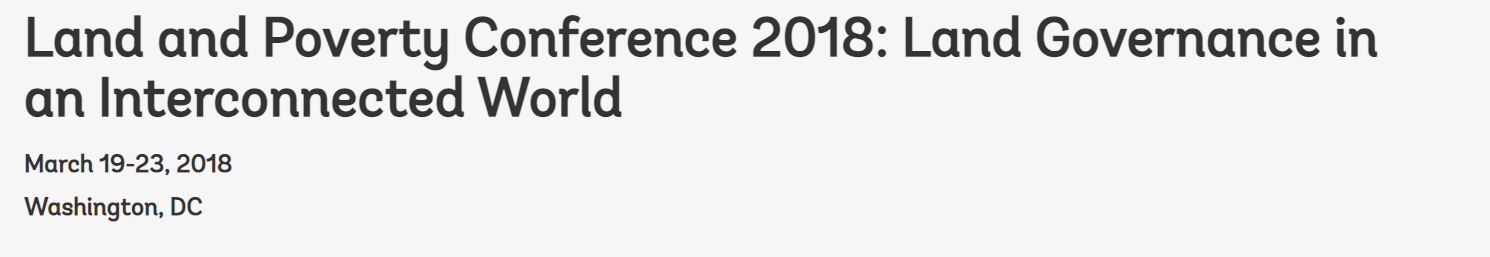 Land and Poverty Conference 2018: Land Governance in
an Interconnected World
March 19-23, 2018
Washington, DC